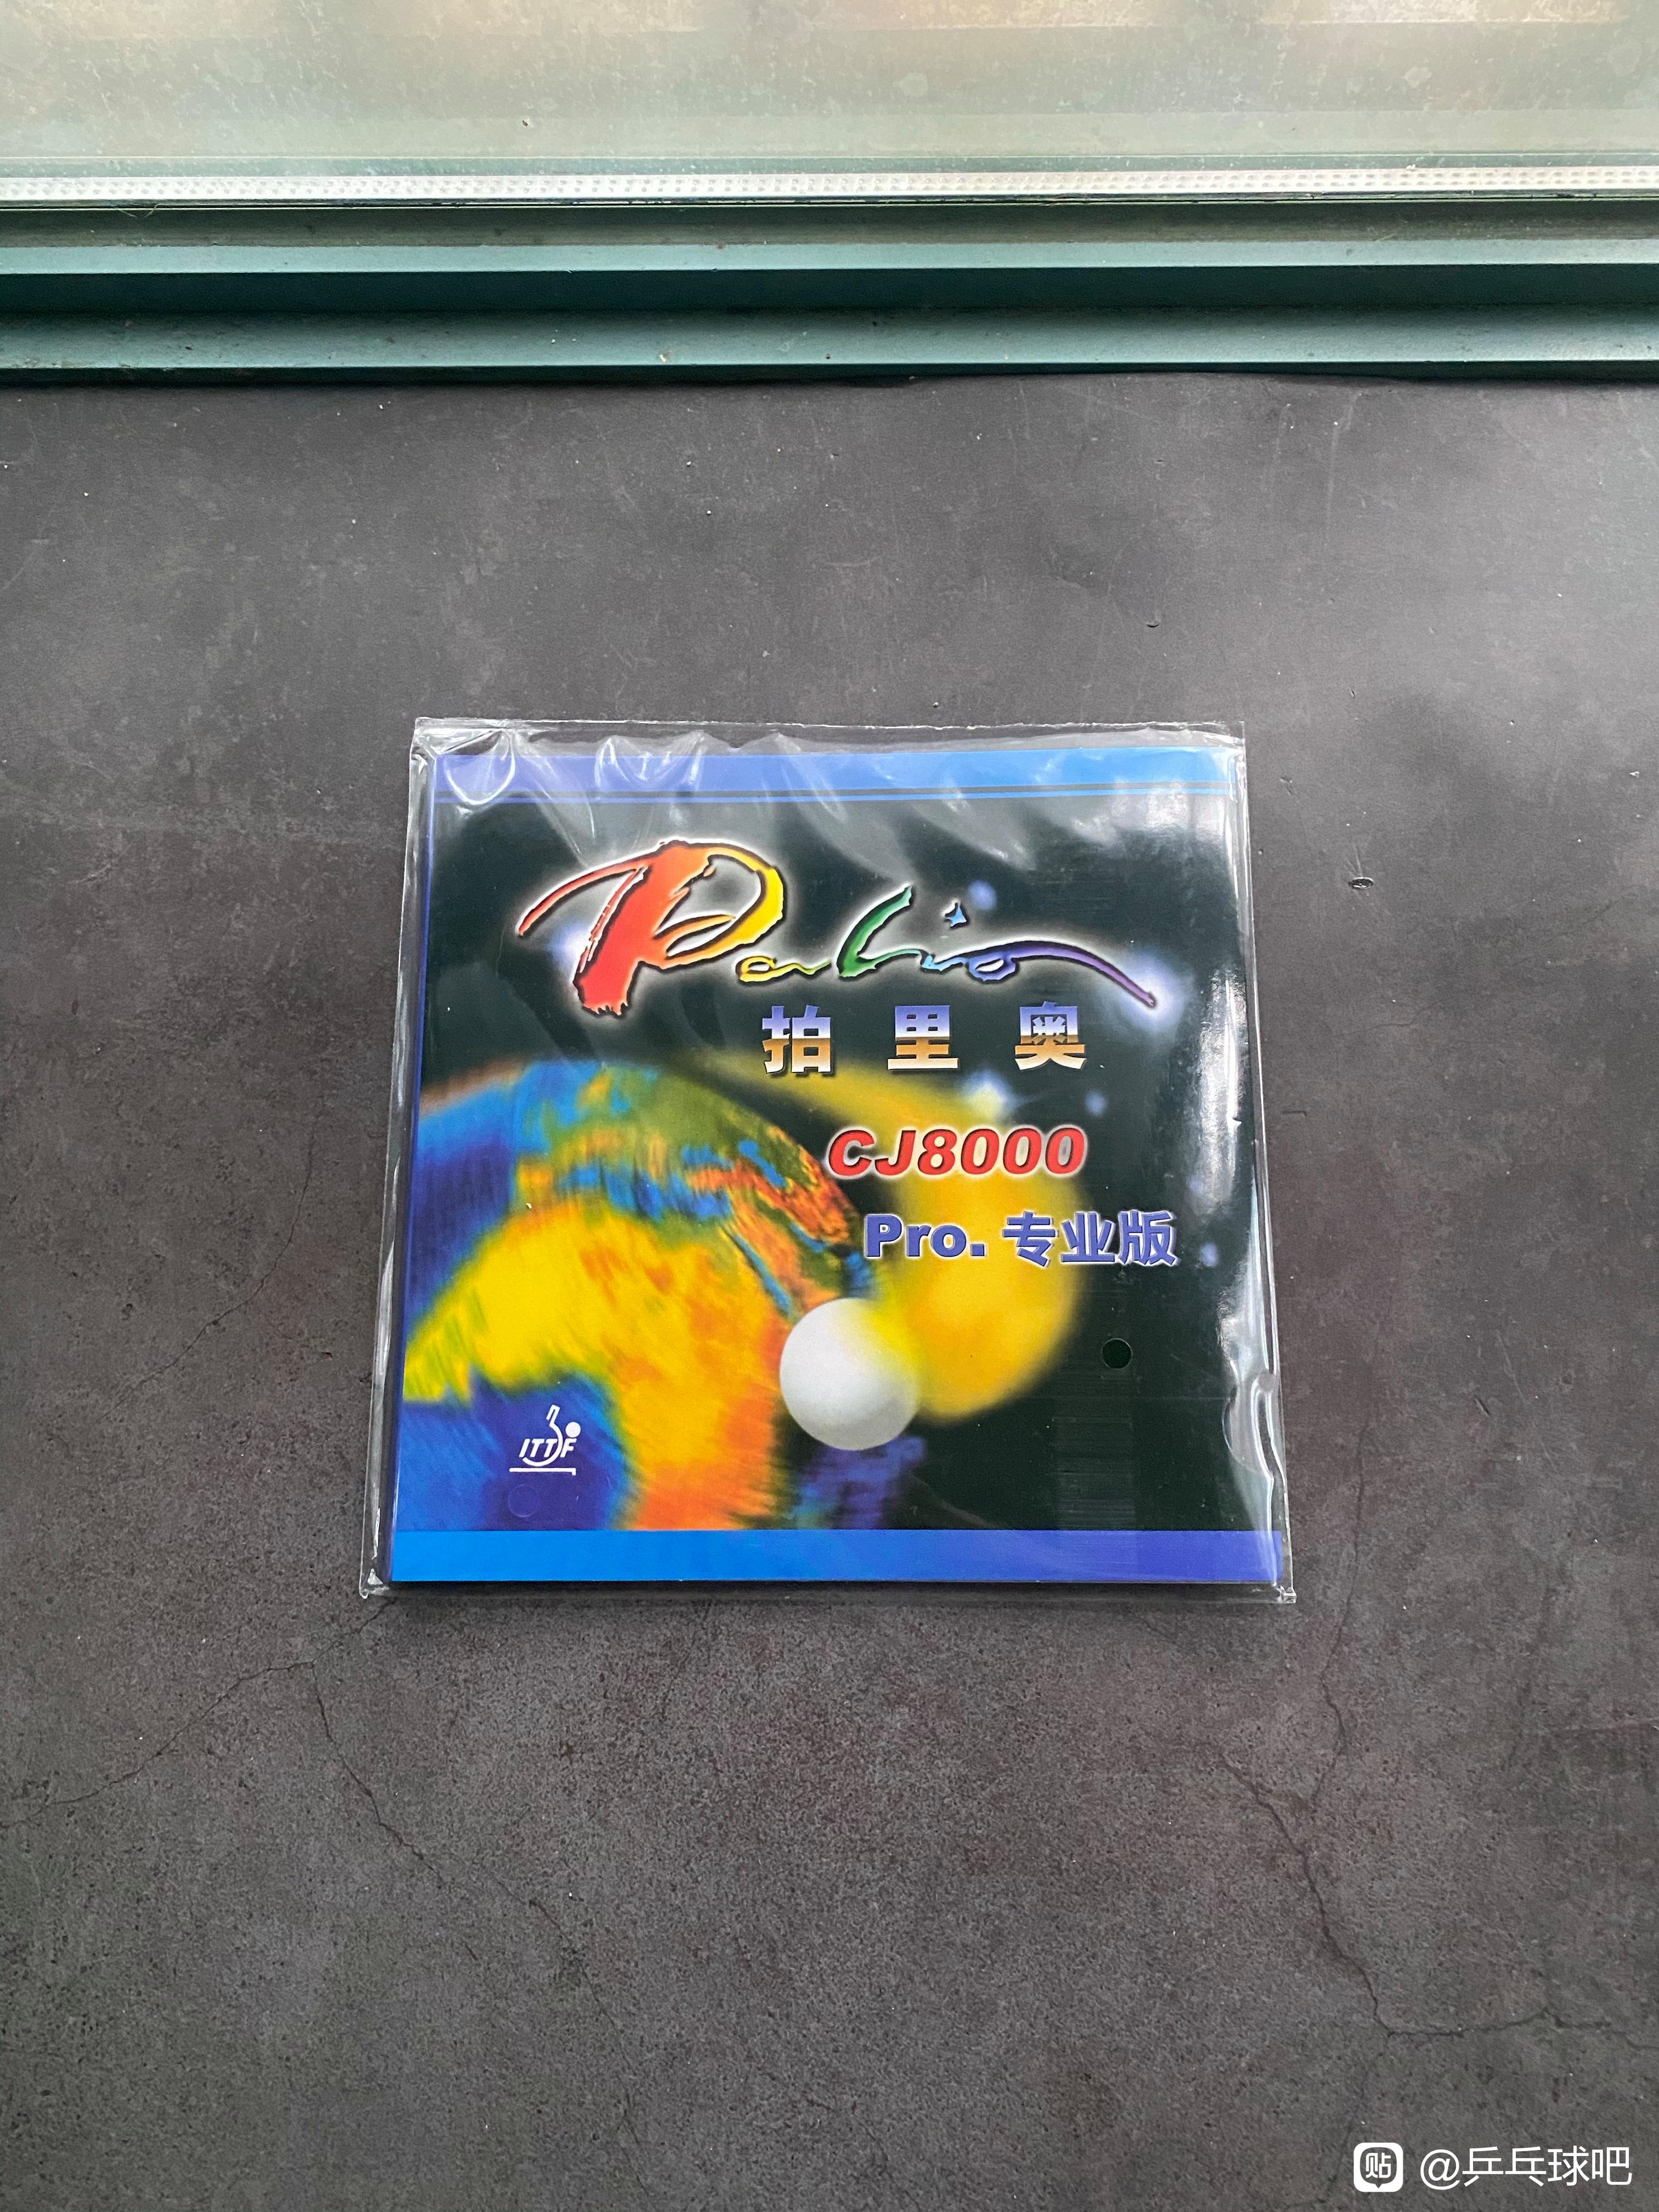 Palio
拍里奥
CJ8000
Pro. 专业版
ITTF
贴 @乒乓球吧